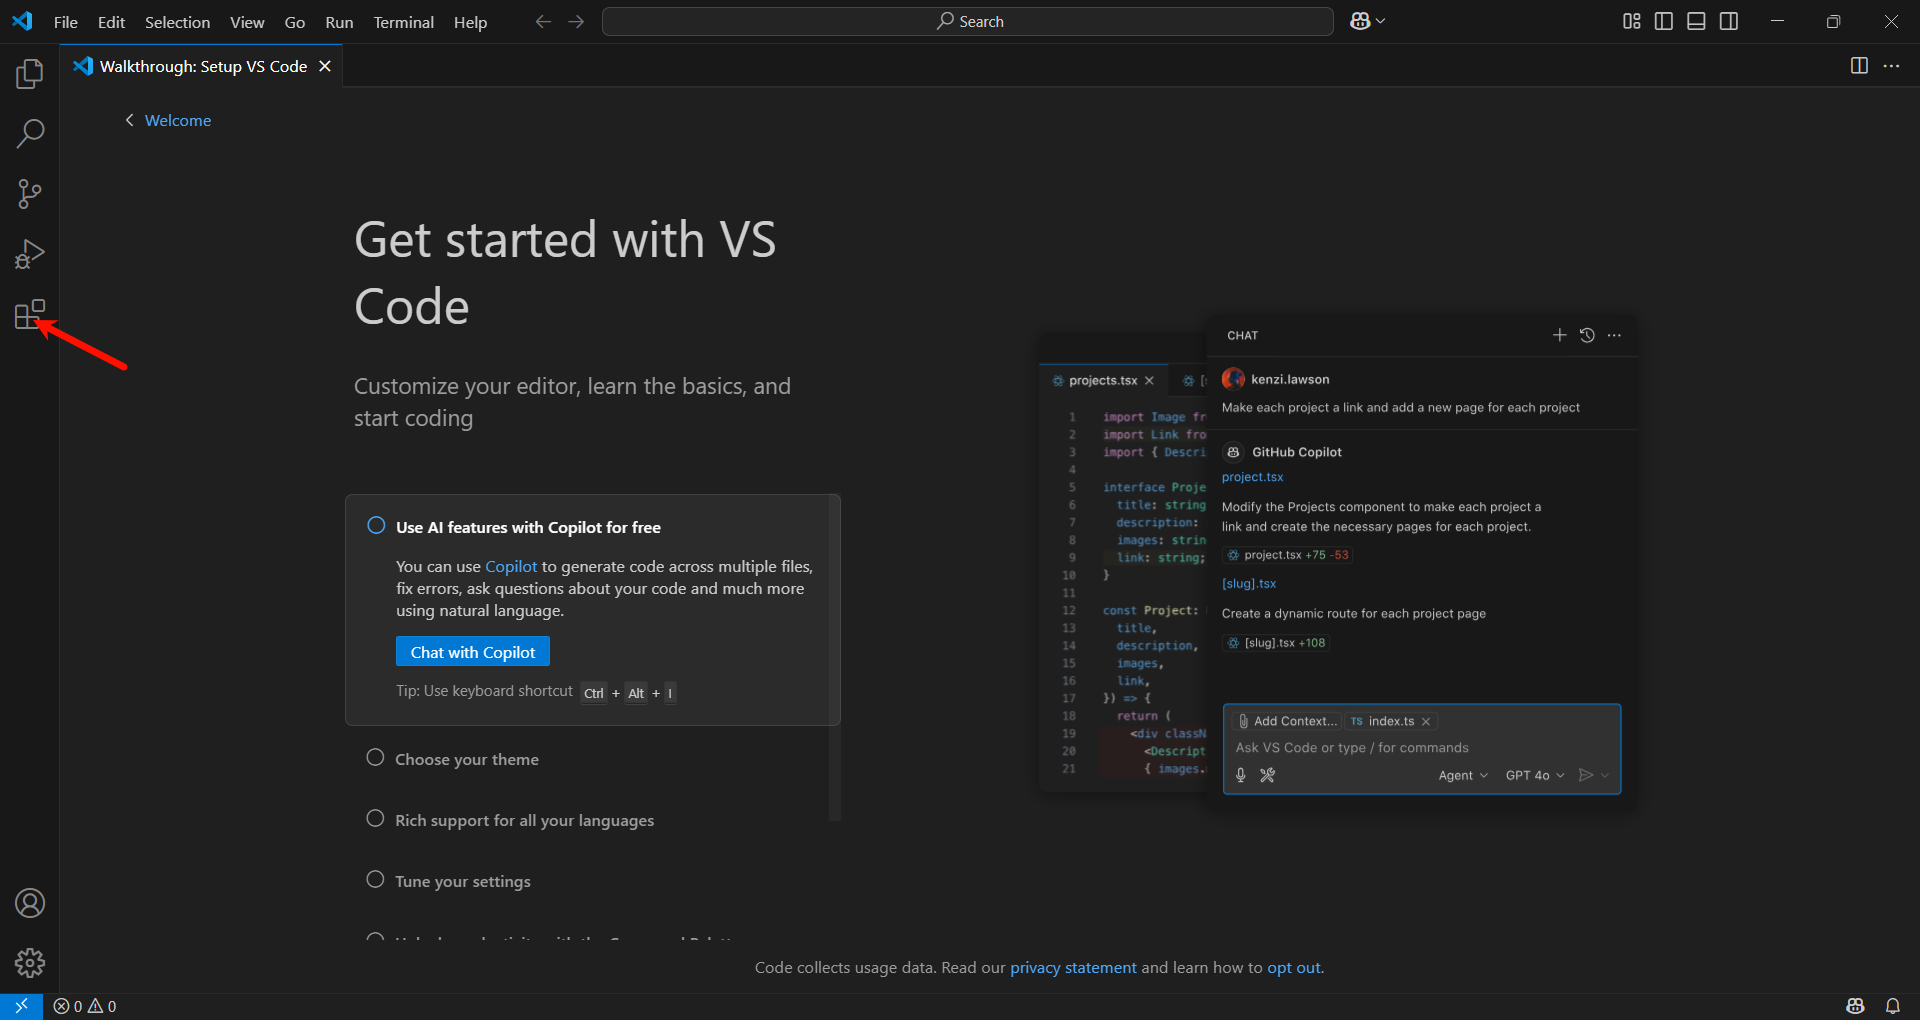 File Edit Selection View Go Run Terminal Help
Search
Walkthrough: Setup VS Code
Welcome
Get started with VS
Code
Customize your editor, learn the basics, and
start coding
Use AI features with Copilot for free
You can use Copilot to generate code across multiple files,
fix errors, ask questions about your code and much more
using natural language.
Chat with Copilot
Tip: Use keyboard shortcut Ctrl + Alt + I
Choose your theme
Rich support for all your languages
Tune your settings
projects.tsx
1 import Image
2 import Link
3 import {
4
5 interface
6 title: string
7 description:
8 images:
9 link: string;
10 }
11
12 const Project:
13 title,
14 description,
15 images,
16 link,
17 }) => {
18 return (
19 <div
20
21 { images.
CHAT
kenzi.lawson
Make each project a link and add a new page for each project
GitHub Copilot
project.tsx
Modify the Projects component to make each project a
link and create the necessary pages for each project.
project.tsx +75 -53
[slug].tsx
Create a dynamic route for each project page
[slug].tsx +108
Add Context... TS index.ts
Ask VS Code or type / for commands
Agent GPT 4o
Code collects usage data. Read our privacy statement and learn how to opt out.
0 0